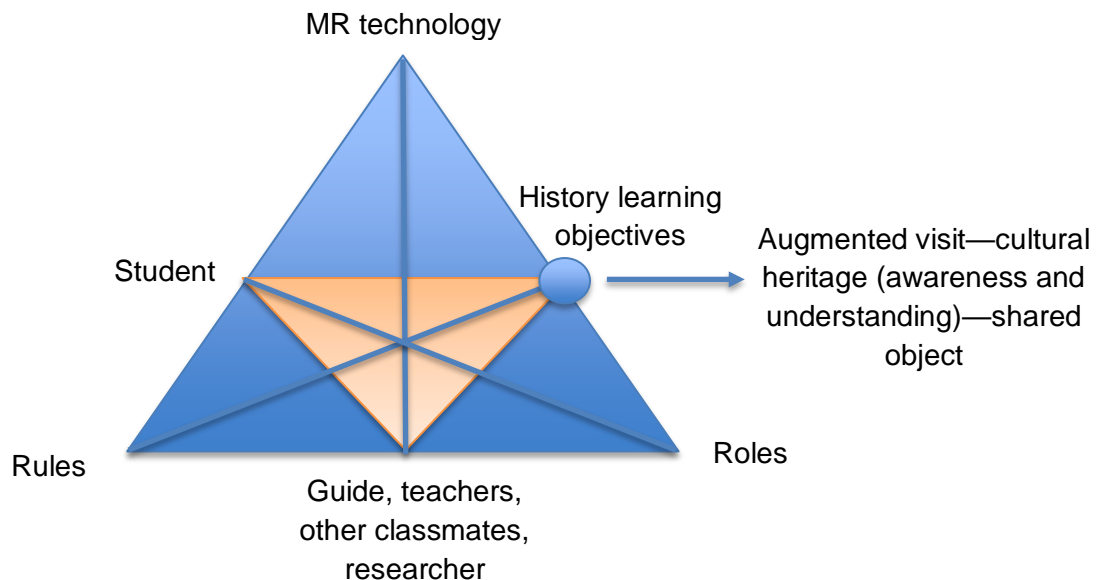 MR technology
History learning
objectives
Augmented visit—cultural
heritage (awareness and
understanding)—shared
object
Student
Rules
Roles
Guide, teachers,
other classmates,
researcher